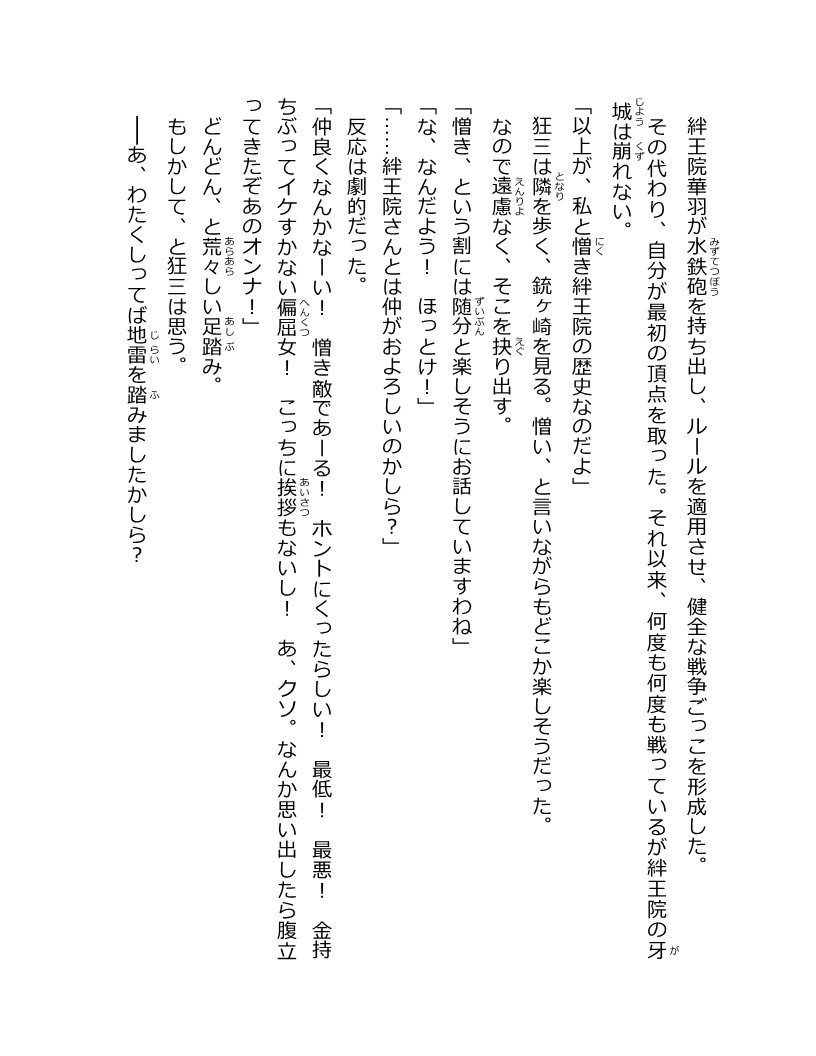 絆王院華羽が水鉄砲を持ち出し、ルールを適用させ、健全な戦争ごっこを形成した。
その代わり、自分が最初の頂点を取った。それ以来、何度も何度も戦っているが絆王院の牙
城は崩れない。
「以上が、私と憎き絆王院の歴史なのだよ」
狂三は隣を歩く、銃ヶ崎を見る。憎い、と言いながらもどこか楽しそうだった。
なので遠慮なく、そこを抉り出す。
「憎き、という割には随分と楽しそうにお話していますわね」
「な、なんだよう！　ほっとけ！」
「……絆王院さんとは仲がおよろしいのかしら？」
反応は劇的だった。
「仲良くなんかなーい！　憎き敵であーる！　ホントにくったらしい！　最低！　最悪！　金持
ちぶってイケすかない偏屈女！　こっちに挨拶もないし！　あ、クソ。なんか思い出したら腹立
ってきたぞあのオンナ！」
どんどん、と荒々しい足踏み。
もしかして、と狂三は思う。
――あ、わたくしってば地雷を踏みましたかしら？